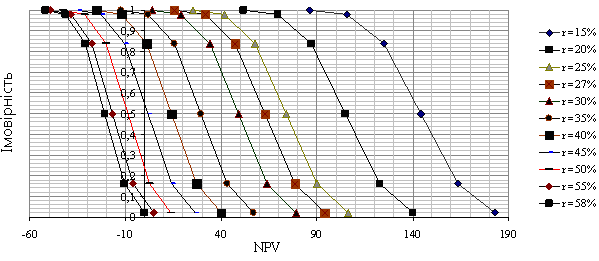 1
0,9
0,8
0,7
0,6
0,5
0,4
0,3
0,2
0,1
0
Імовірність
-60
-10
40
90
140
190
NPV
r=15%
r=20%
r=25%
r=27%
r=30%
r=35%
r=40%
r=45%
r=50%
r=55%
r=58%